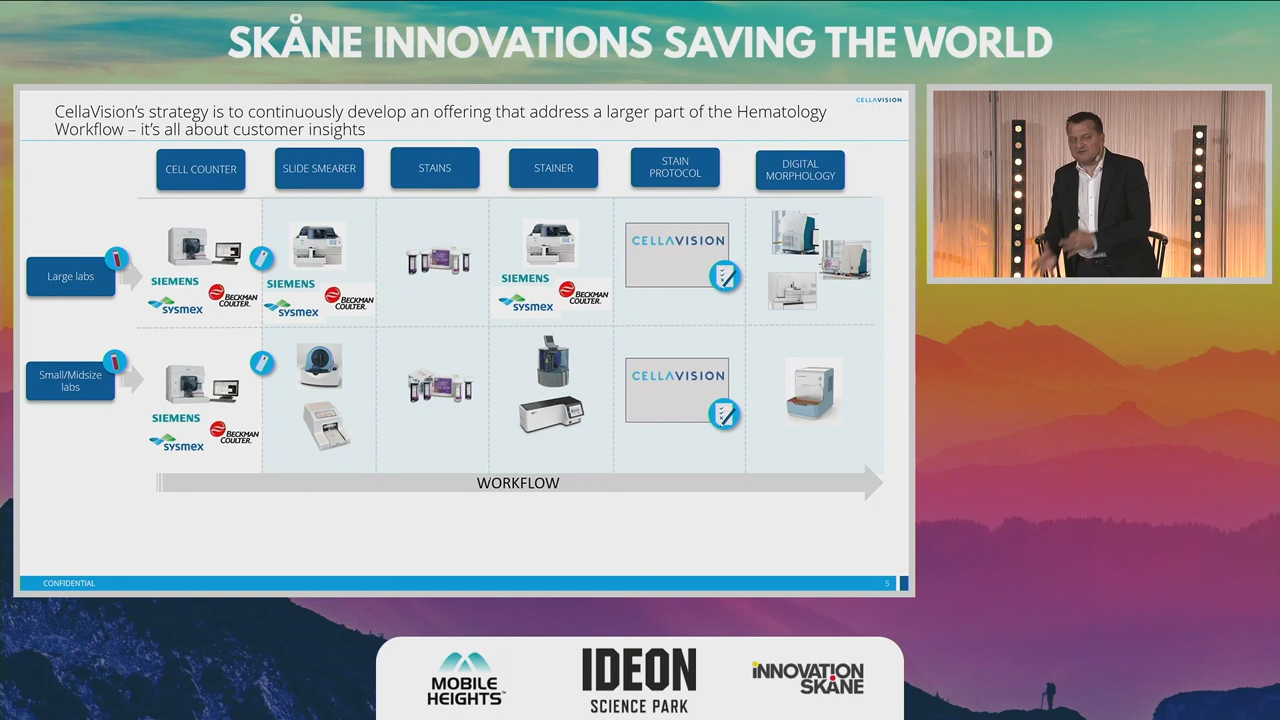 SKÅNE INNOVATIONS SAVING THE WORLD
CELLAVISION
CellaVision's strategy is to continuously develop an offering that address a larger part of the Hematology
Workflow – it's all about customer insights
CELL COUNTER
SLIDE SMEARER
STAINS
STAINER
STAIN
PROTOCOL
DIGITAL
MORPHOLOGY
Large labs
SIEMENS
sysmex
BECKMAN
COULTER.
SIEMENS
sysmex
BECKMAN
COULTER.
SIEMENS
sysmex
BECKMAN
COULTER.
CELLAVISION
Small/Midsize
labs
SIEMENS
sysmex
BECKMAN
COULTER.
CELLAVISION
WORKFLOW
CONFIDENTIAL
5
MOBILE
HEIGHTS™
IDEON
SCIENCE PARK
INNOVATION
SKÅNE